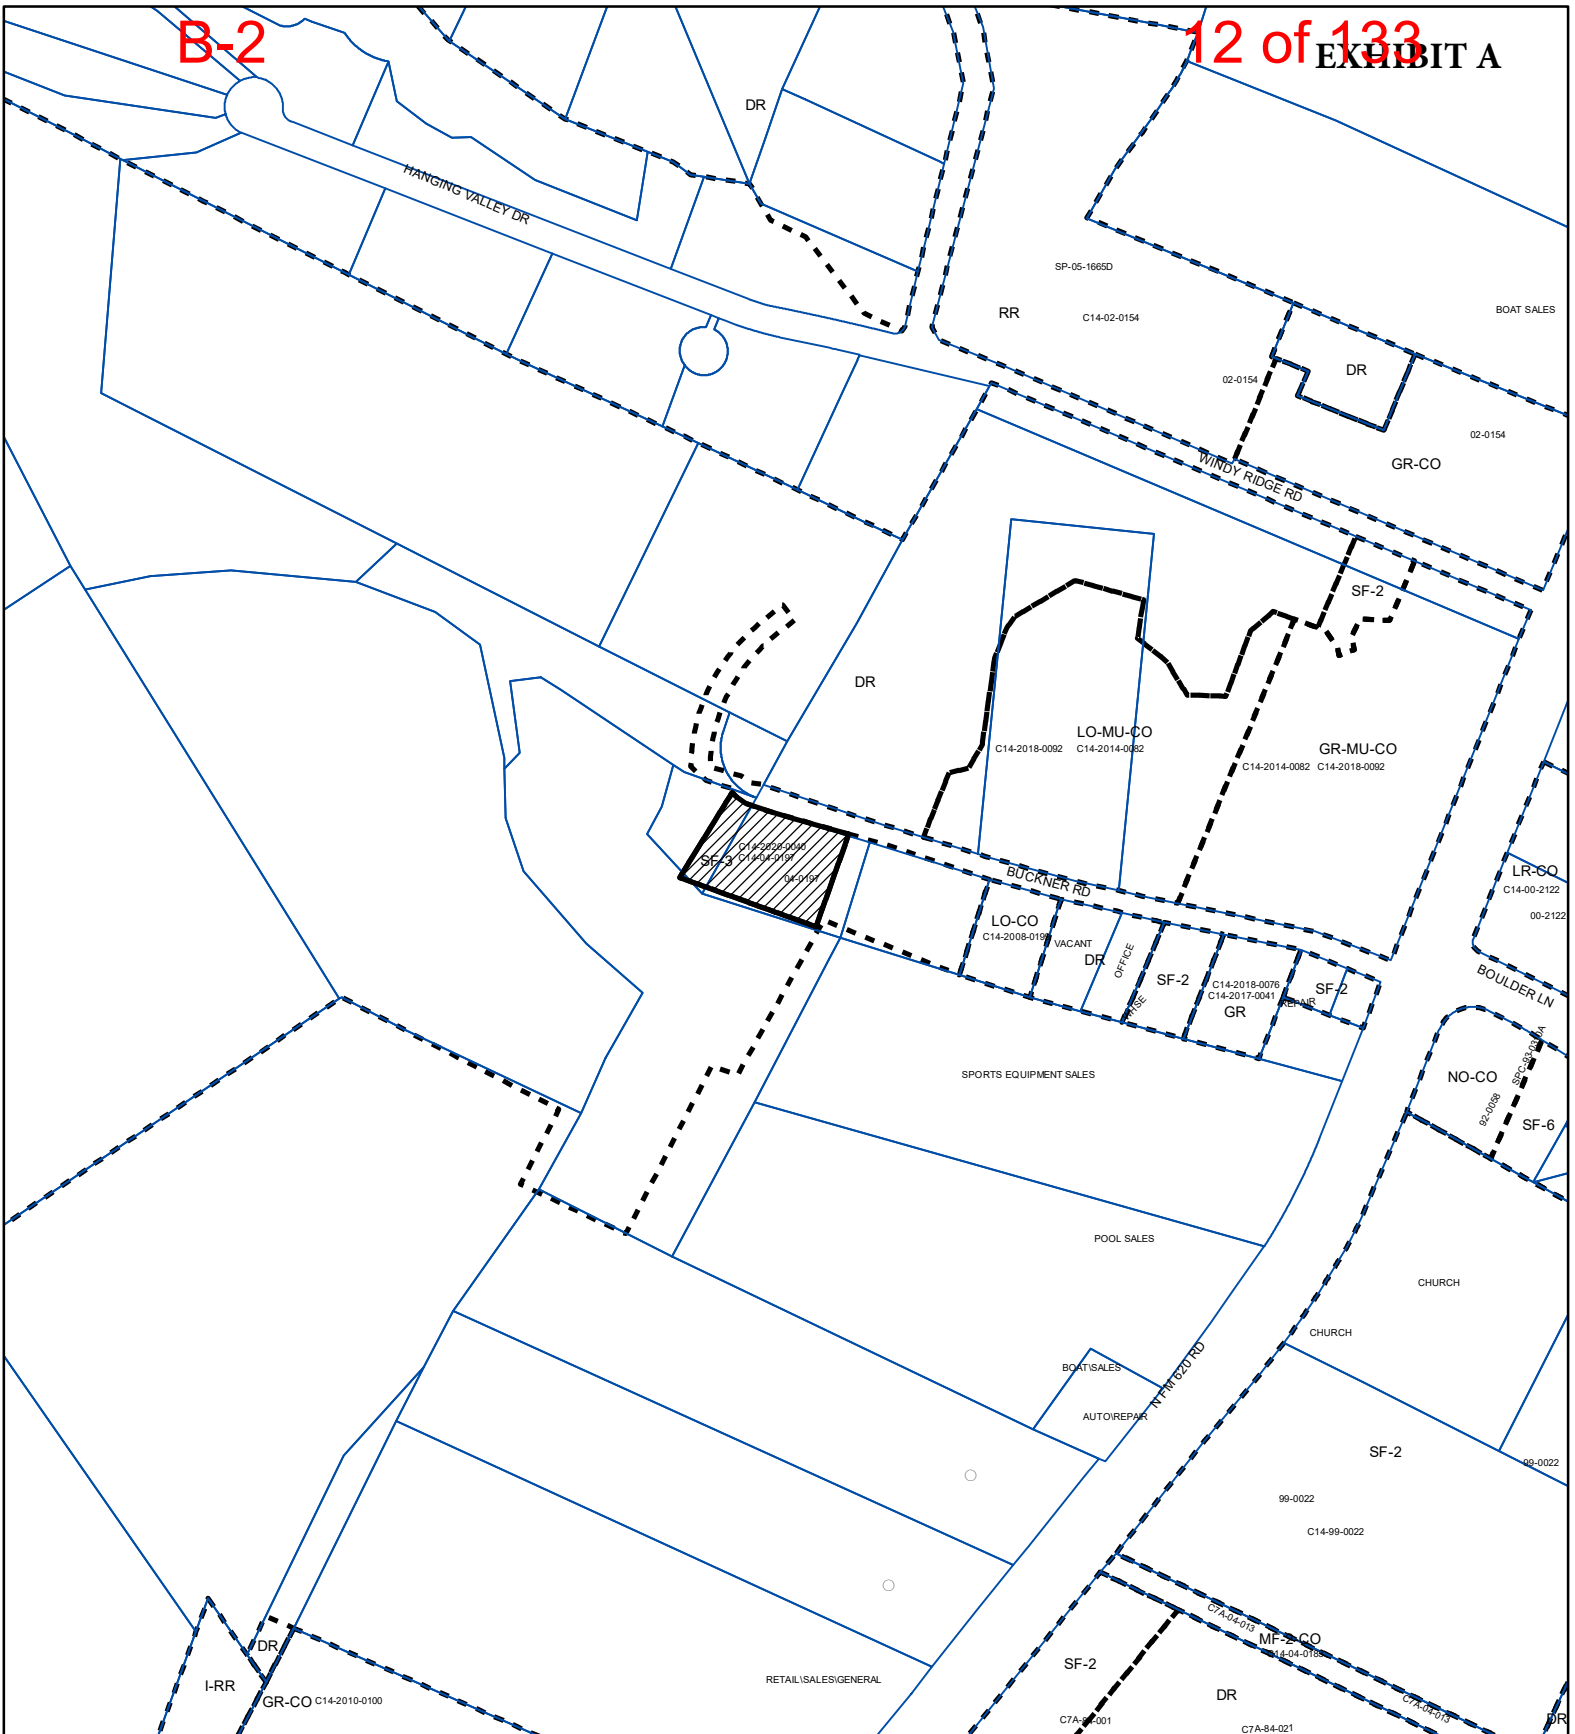 B-2
12 of 133
EXHIBIT A
DR
HANGING VALLEY DR
SP-05-1665D
RR
C14-02-0154
BOAT SALES
02-0154
DR
02-0154
GR-CO
WINDY RIDGE RD
SF-2
DR
LO-MU-CO
C14-2018-0092
C14-2014-0082
GR-MU-CO
C14-2014-0082
C14-2018-0092
C14-2020-0040
SF-3
C14-04-0197
04-0197
BUCKNER RD
LR-CO
C14-00-2122
00-2122
LO-CO
VACANT
DR
OFFICE
SF-2
C14-2018-0076
C14-2017-0041
GR
SF-2
REPAIR
BOULDER LN
SPORTS EQUIPMENT SALES
NO-CO
92-0058
SF-6
POOL SALES
CHURCH
CHURCH
BOAT\SALES
N FM 620 RD
AUTO\REPAIR
SF-2
99-0022
99-0022
C14-99-0022
C7A-04-013
MF-2-CO
SF-2
DR
I-RR
GR-CO
C14-2010-0100
RETAIL\SALES\GENERAL
DR
C7A-04-013
DR
C7A-84-021